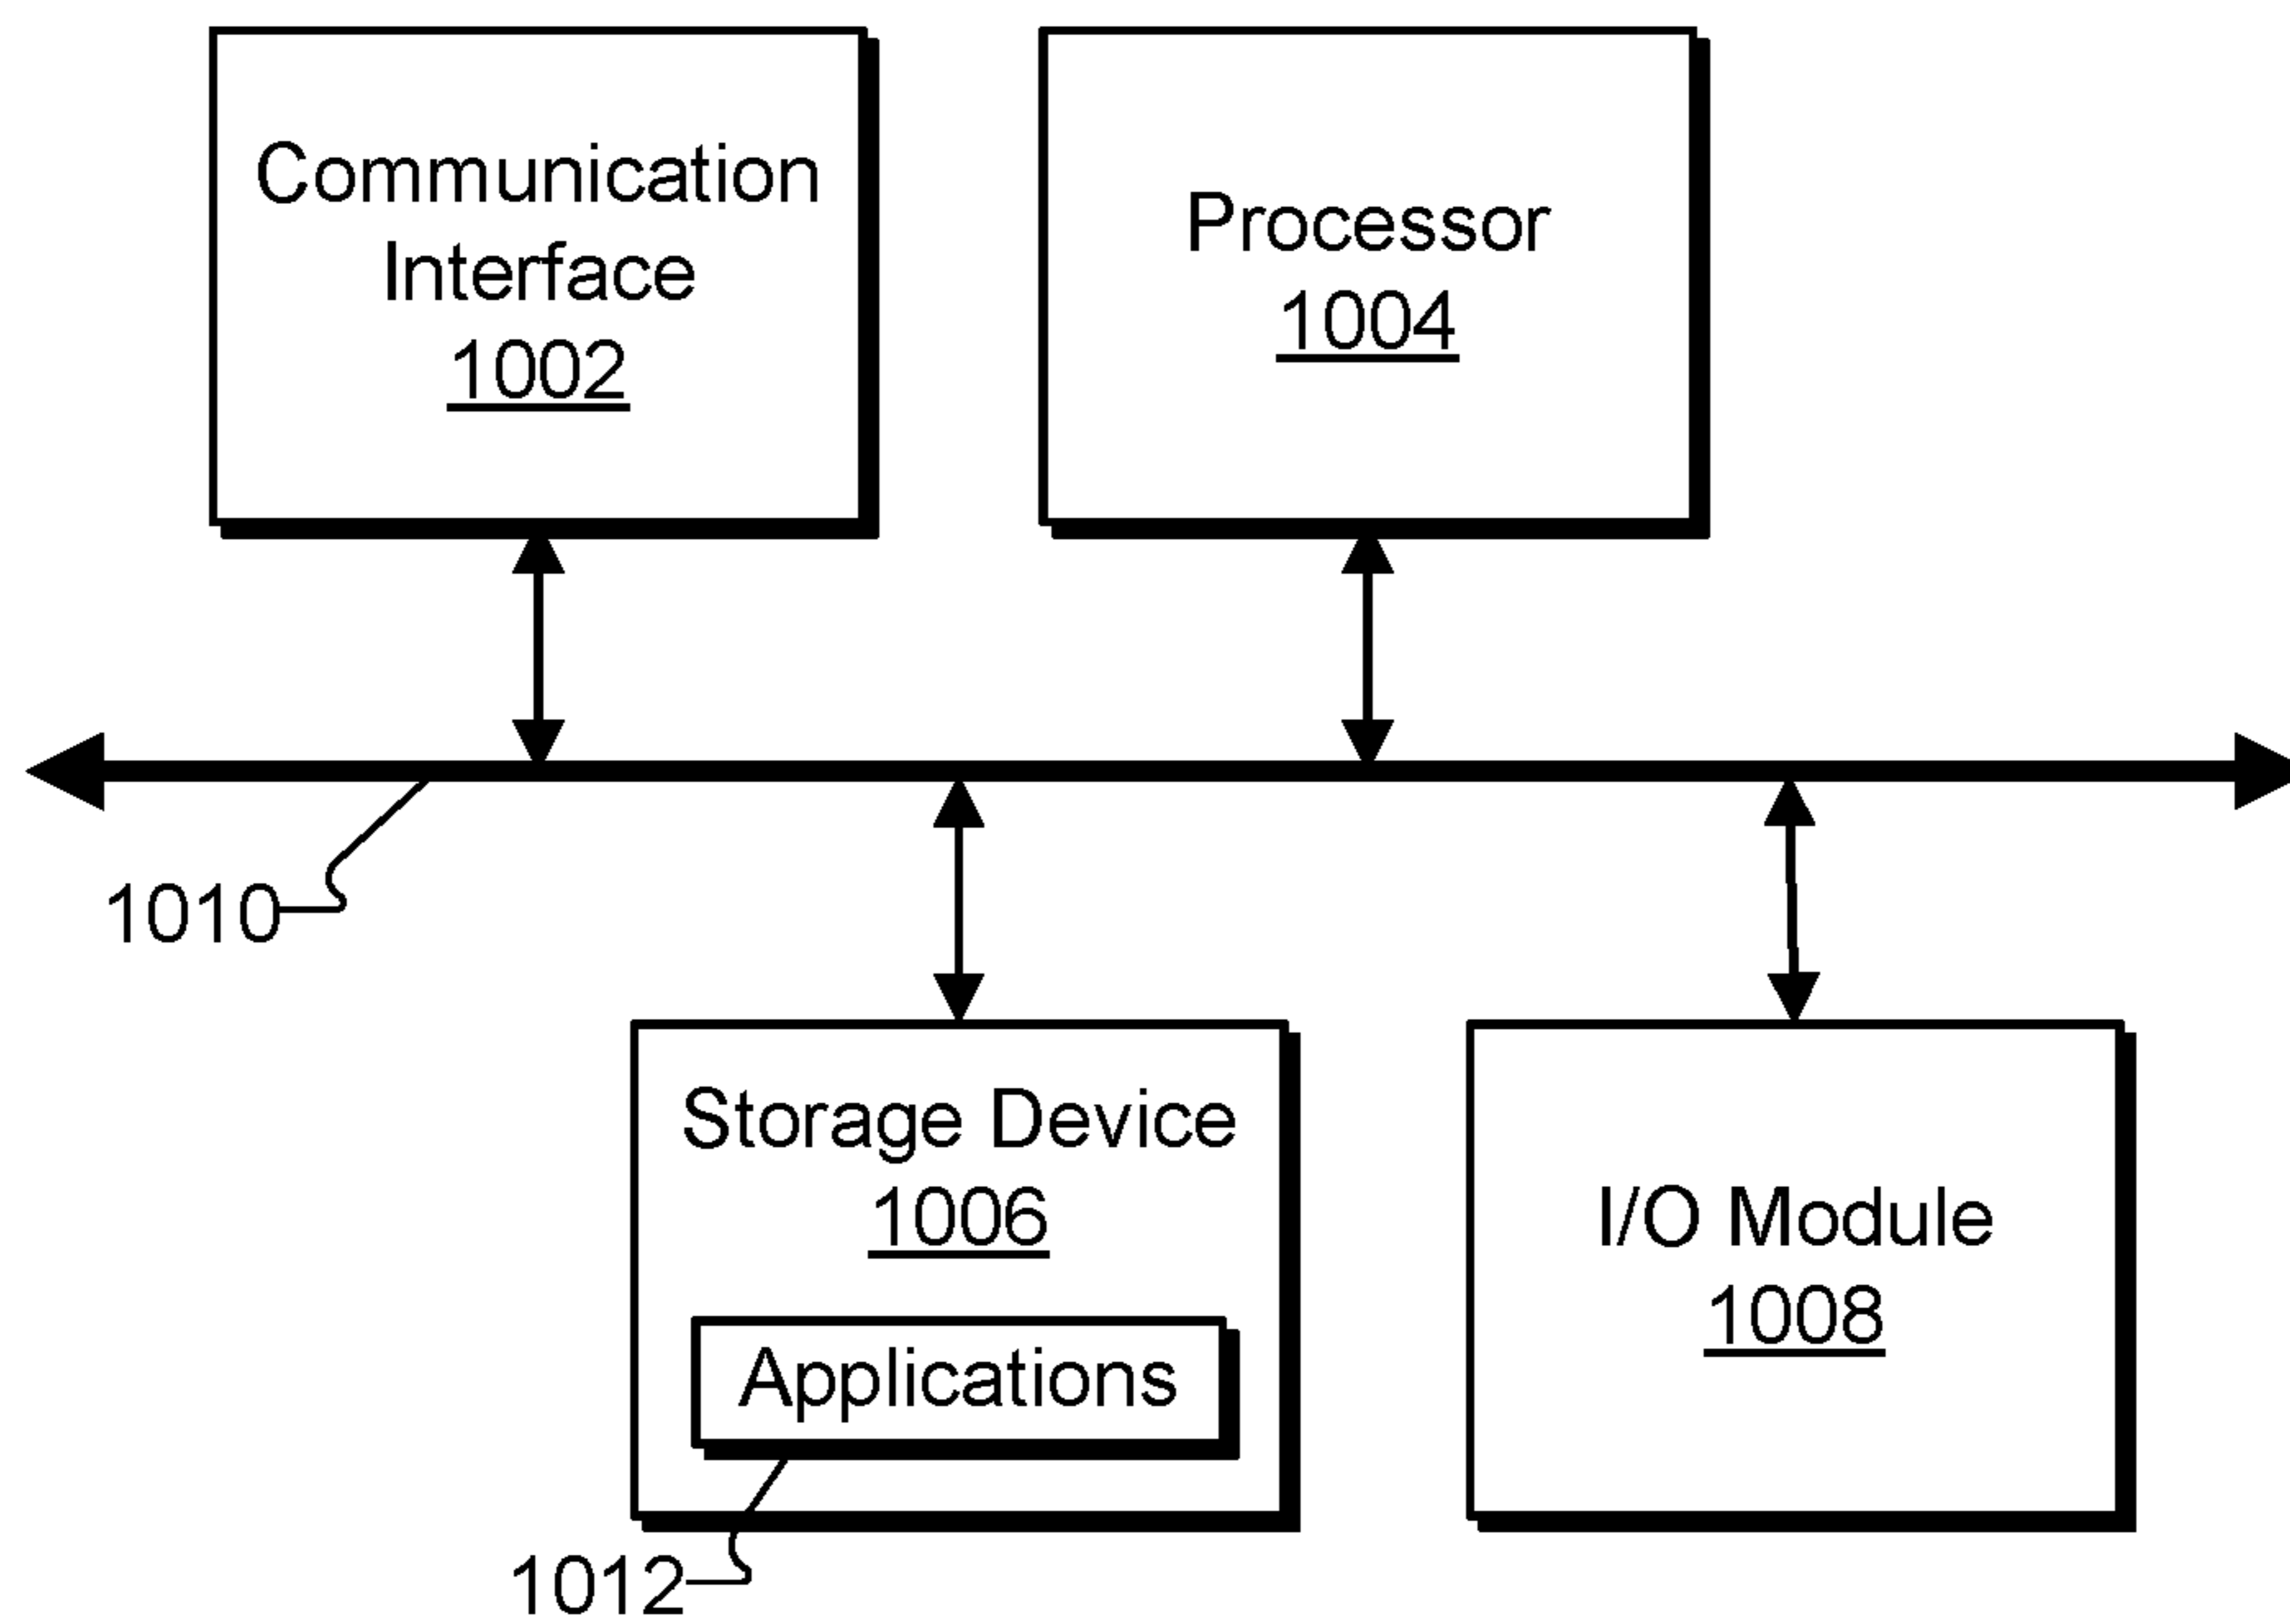 Communication
Interface
1002
Processor
1004
1010
Storage Device
1006
Applications
1012
I/O Module
1008